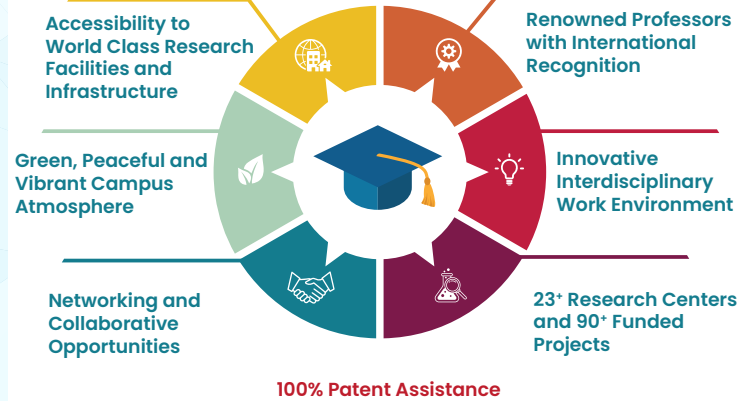 Accessibility to
World Class Research
Facilities and
Infrastructure
Renowned Professors
with International
Recognition
Green, Peaceful and
Vibrant Campus
Atmosphere
Innovative
Interdisciplinary
Work Environment
Networking and
Collaborative
Opportunities
23⁺ Research Centers
and 90⁺ Funded
Projects
100% Patent Assistance